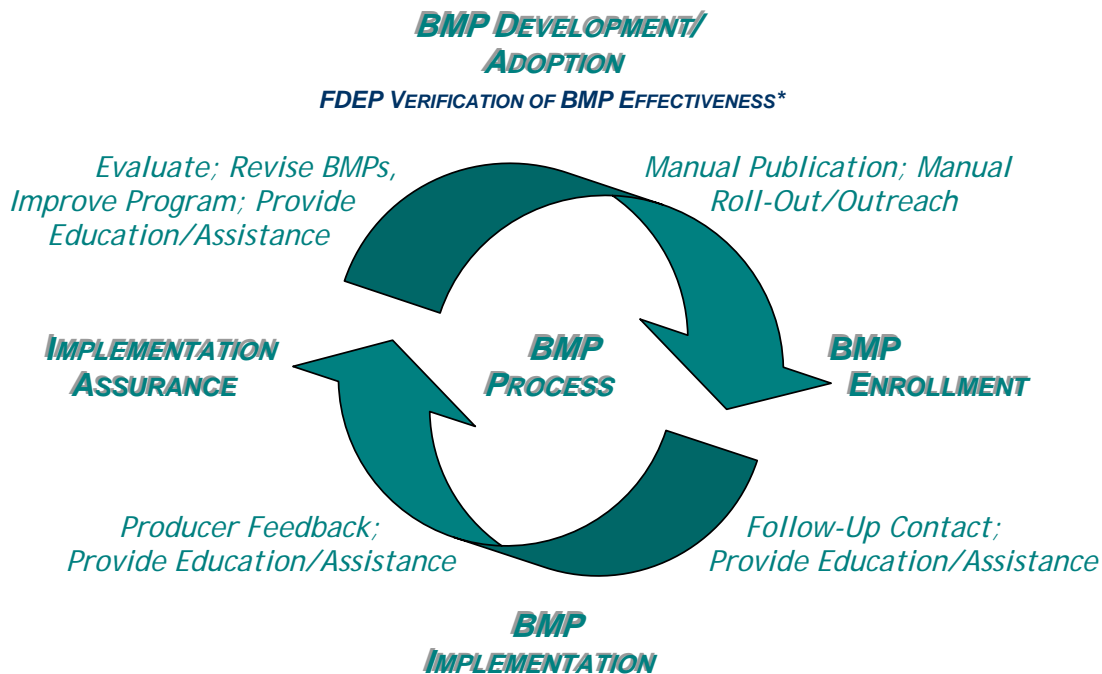 BMP DEVELOPMENT/
ADOPTION
FDEP VERIFICATION OF BMP EFFECTIVENESS*
Evaluate; Revise BMPs,
Improve Program; Provide
Education/Assistance
Manual Publication; Manual
Roll-Out/Outreach
IMPLEMENTATION
ASSURANCE
BMP
PROCESS
BMP
ENROLLMENT
Producer Feedback;
Provide Education/Assistance
Follow-Up Contact;
Provide Education/Assistance
BMP
IMPLEMENTATION